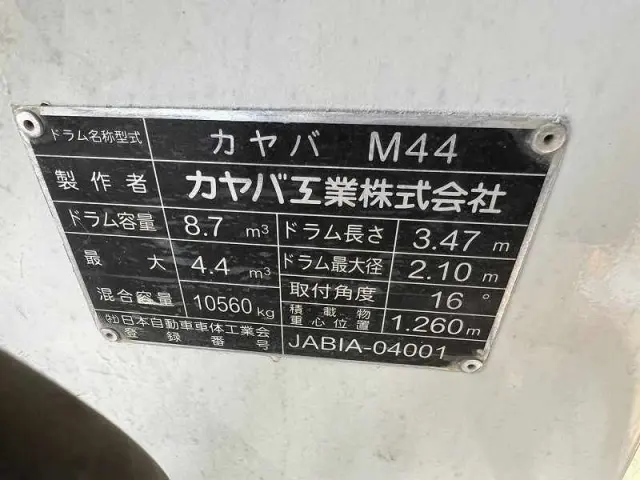 ドラム名称型式 カヤバ M44
製作者 カヤバ工業株式会社
ドラム容量 8.7 m³ ドラム長さ 3.47 m
最大 4.4 m³ ドラム最大径 2.10 m
混合容量 10560 kg 取付角度 16°
積載物
重心位置 1.260 m
㈳日本自動車車体工業会
登録番号 JABIA-04001